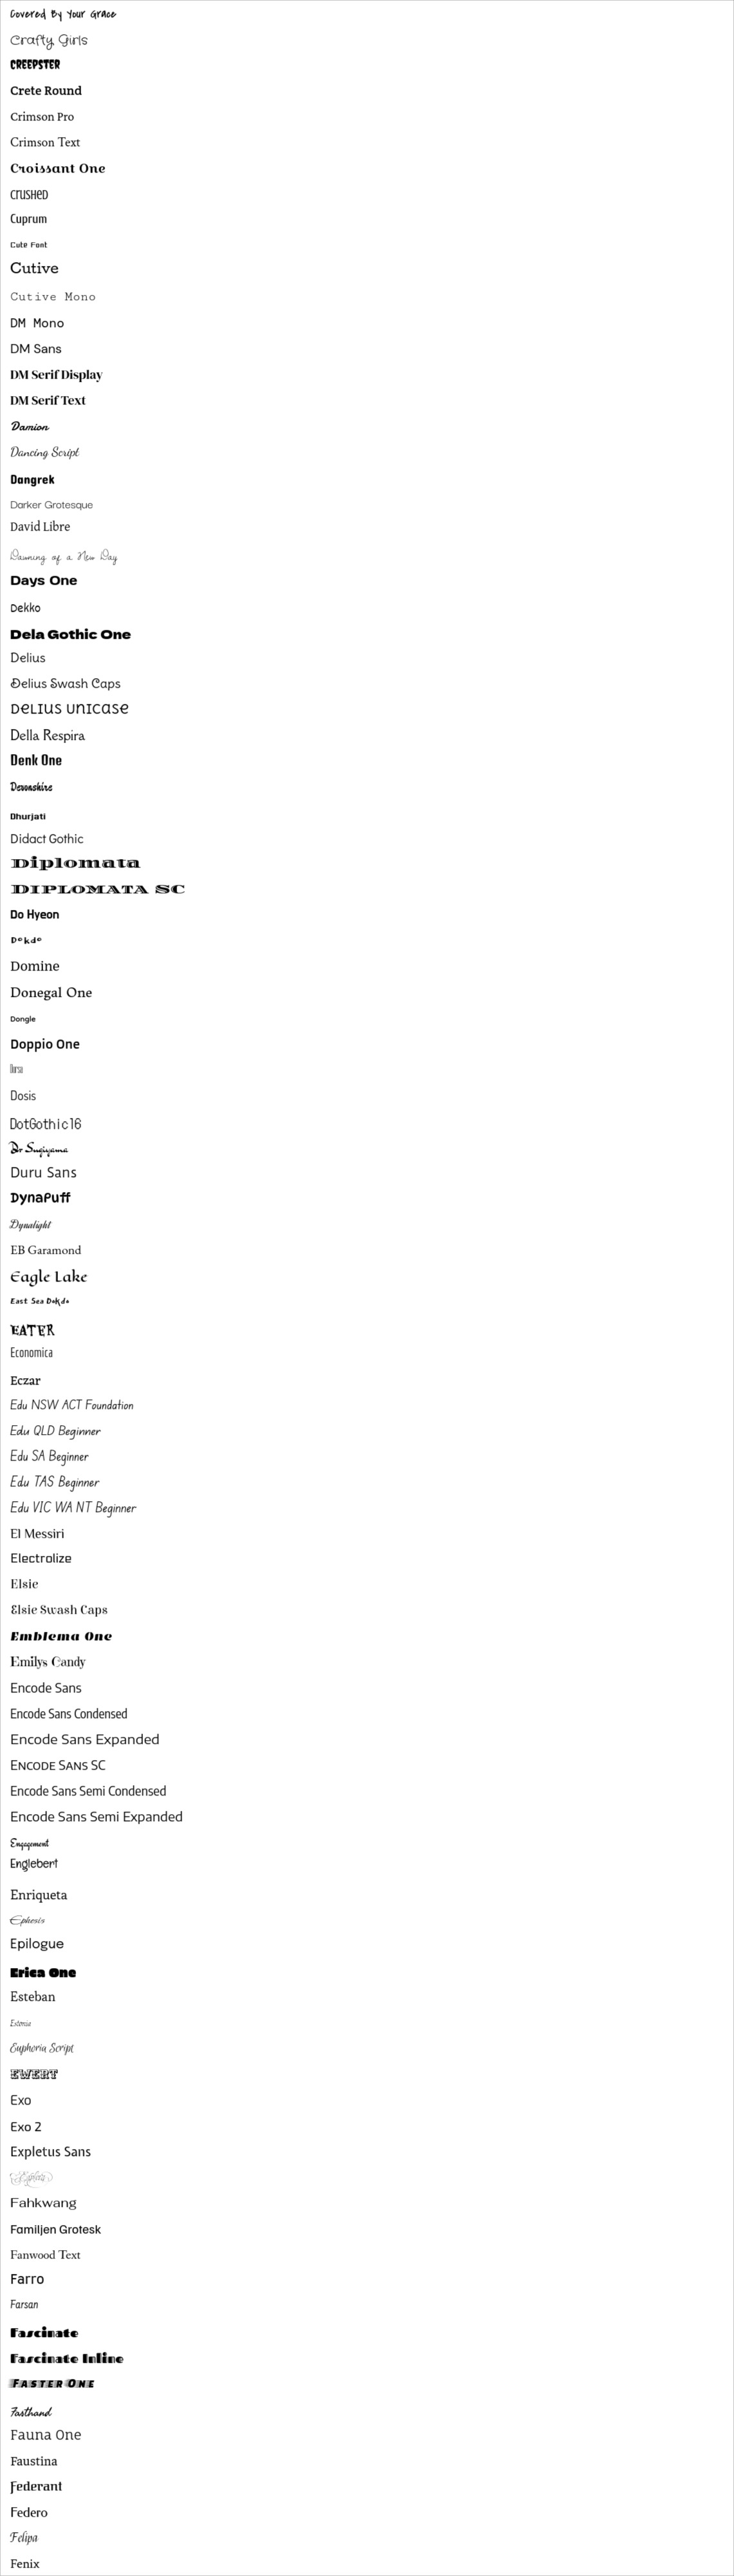 Covered By Your Grace
Crafty Girls
CREEPSTER
Crete Round
Crimson Pro
Crimson Text
Croissant One
Crushed
Cuprum
Cute Font
Cutive
Cutive Mono
DM Mono
DM Sans
DM Serif Display
DM Serif Text
Damion
Dancing Script
Dangrek
Darker Grotesque
David Libre
Dawning of a New Day
Days One
Dekko
Dela Gothic One
Delius
Delius Swash Caps
Delius Unicase
Della Respira
Denk One
Devonshire
Dhurjati
Didact Gothic
Diplomata
DIPLOMATA SC
Do Hyeon
Dokdo
Domine
Donegal One
Dongle
Doppio One
Dorsa
Dosis
DotGothic16
Dr Sugiyama
Duru Sans
DynaPuff
Dynalight
EB Garamond
Eagle Lake
East Sea Dokdo
EATER
Economica
Eczar
Edu NSW ACT Foundation
Edu QLD Beginner
Edu SA Beginner
Edu TAS Beginner
Edu VIC WA NT Beginner
El Messiri
Electrolize
Elsie
Elsie Swash Caps
Emblema One
Emilys Candy
Encode Sans
Encode Sans Condensed
Encode Sans Expanded
ENCODE SANS SC
Encode Sans Semi Condensed
Encode Sans Semi Expanded
Engagement
Englebert
Enriqueta
Ephesis
Epilogue
Erica One
Esteban
Estonia
Euphoria Script
EWERT
Exo
Exo 2
Expletus Sans
Explora
Fahkwang
Familjen Grotesk
Fanwood Text
Farro
Farsan
Fascinate
Fascinate Inline
FASTER ONE
Fasthand
Fauna One
Faustina
Federant
Federo
Felipa
Fenix